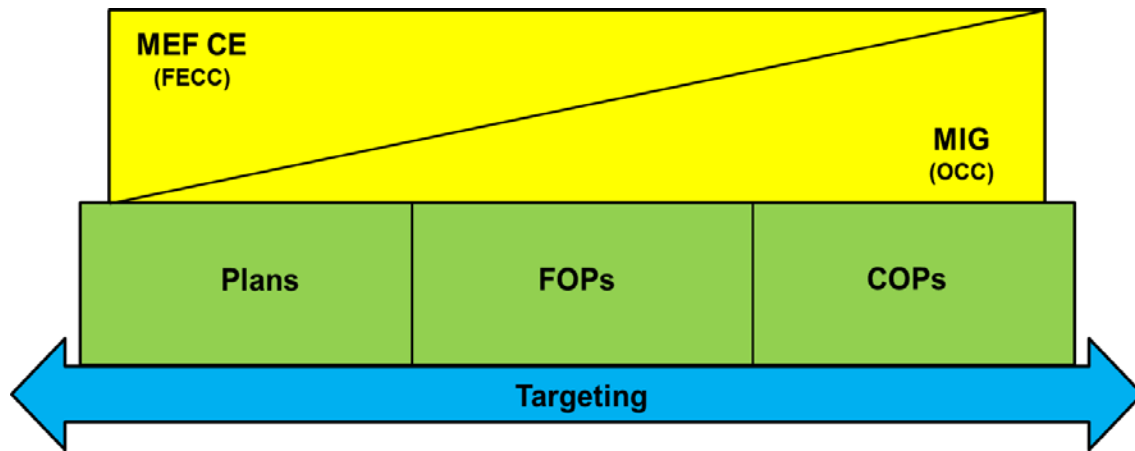 MEF CE
(FECC)
MIG
(OCC)
Plans
FOPs
COPs
Targeting